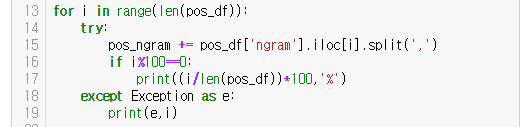 13 for i in range(len(pos_df)):
14     try:
15         pos_ngram += pos_df['ngram'].iloc[i].split(',')
16         if i%100==0:
17             print((i/len(pos_df))*100,'%')
18     except Exception as e:
19         print(e,i)